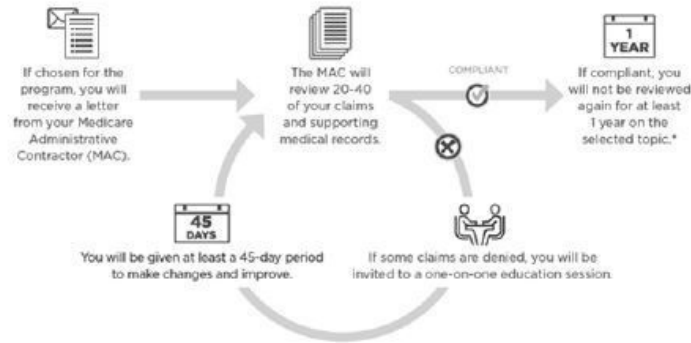 If chosen for the
program, you will
receive a letter
from your Medicare
Administrative
Contractor (MAC).
The MAC will
review 20-40
of your claims
and supporting
medical records.
COMPLIANT
1
YEAR
If compliant, you
will not be reviewed
again for at least
1 year on the
selected topic.*
45
DAYS
You will be given at least a 45-day period
to make changes and improve.
If some claims are denied, you will be
invited to a one-on-one education session.